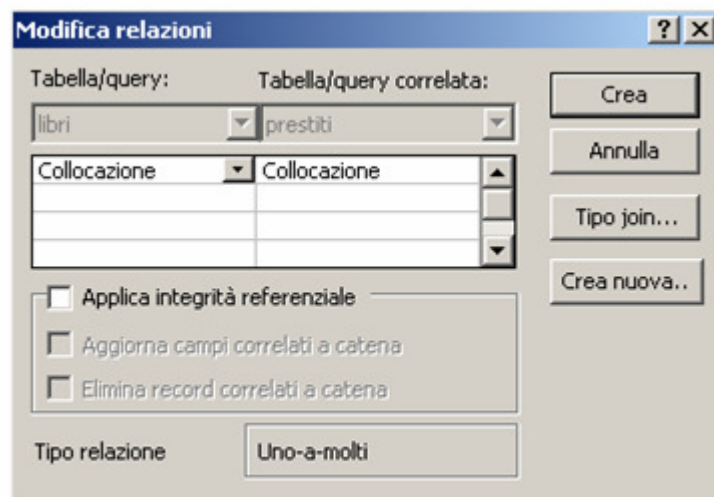 Modifica relazioni
Tabella/query: Tabella/query correlata:
libri prestiti
Collocazione Collocazione
Applica integrità referenziale
Aggiorna campi correlati a catena
Elimina record correlati a catena
Tipo relazione Uno-a-molti
Crea
Annulla
Tipo join...
Crea nuova..